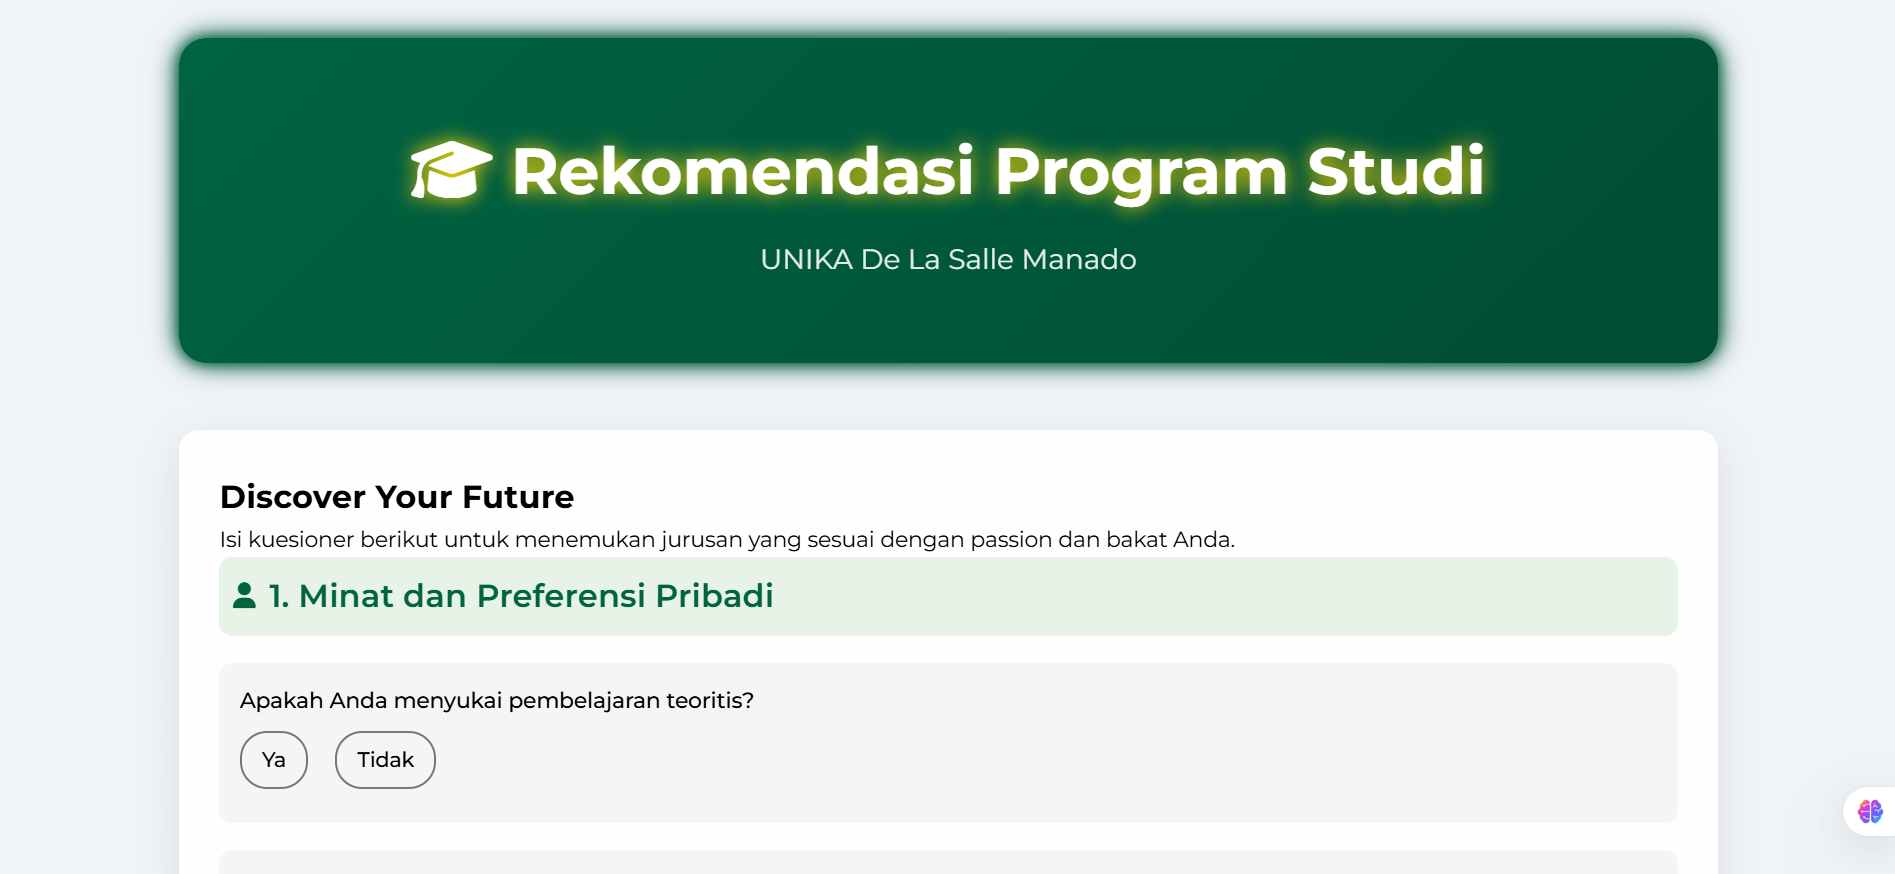 Rekomendasi Program Studi
UNIKA De La Salle Manado
Discover Your Future
Isi kuesioner berikut untuk menemukan jurusan yang sesuai dengan passion dan bakat Anda.
1. Minat dan Preferensi Pribadi
Apakah Anda menyukai pembelajaran teoritis?
Ya Tidak